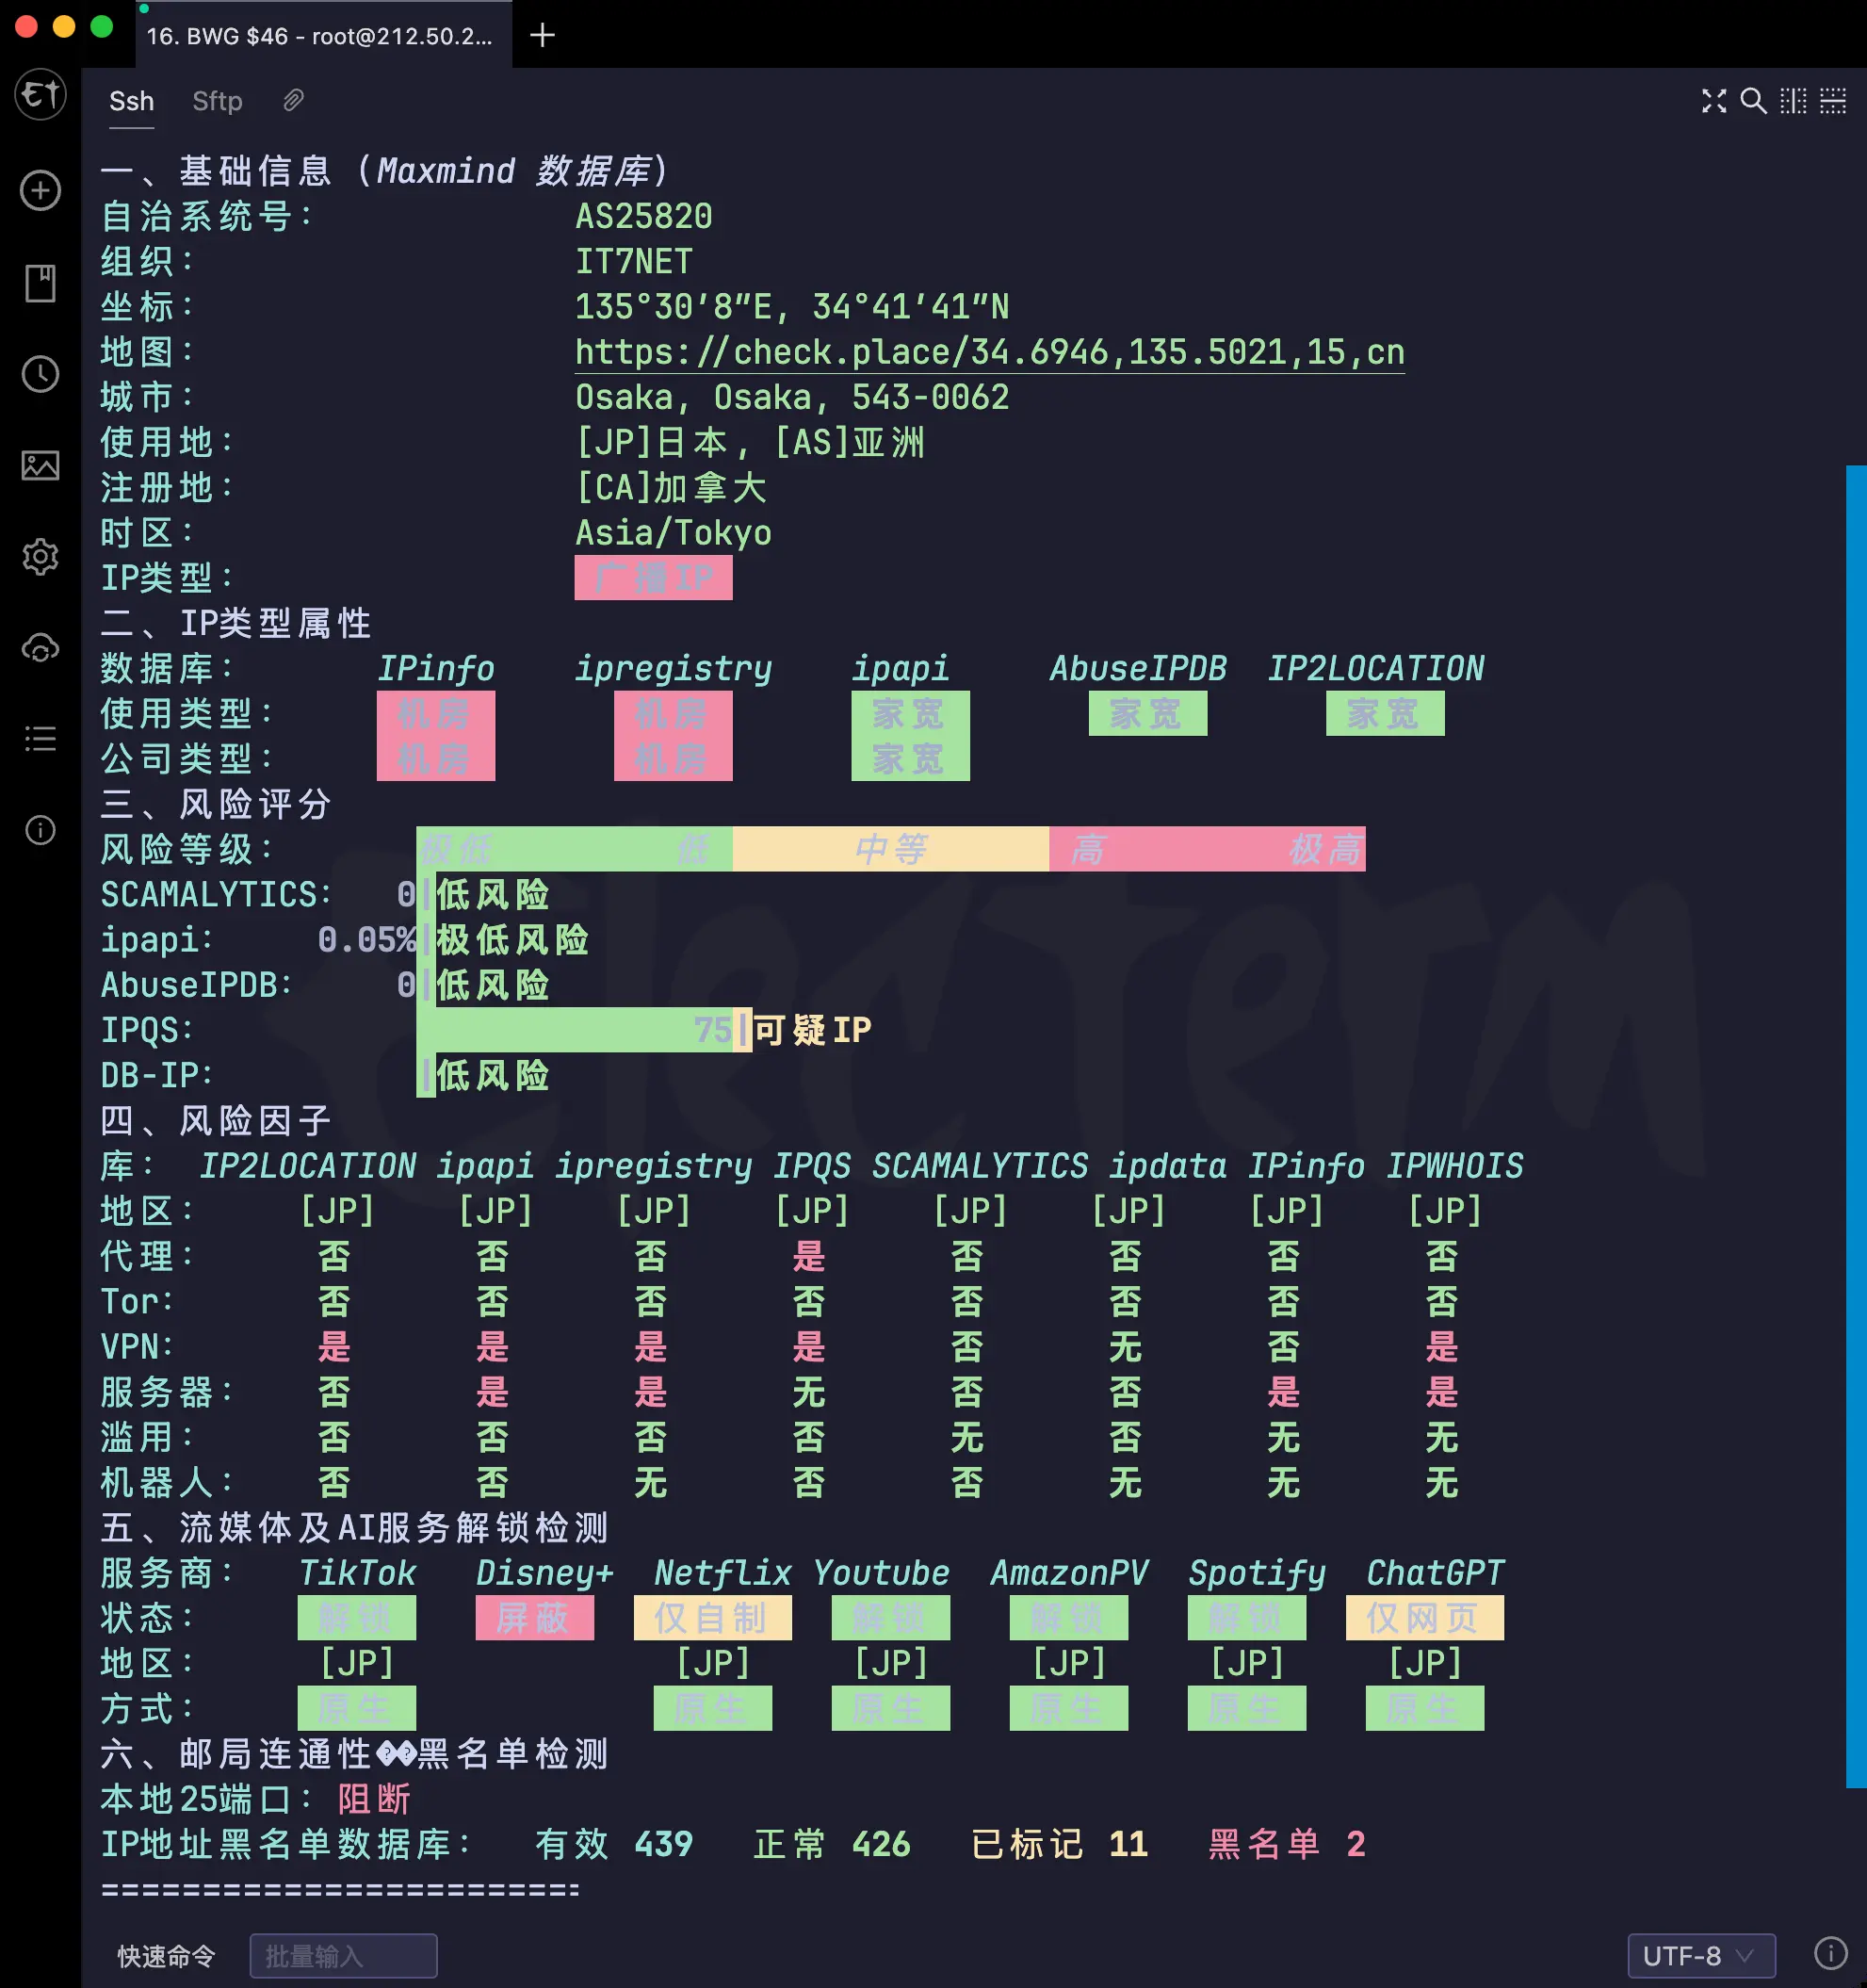 16. BWG $46 - root@212.50.2...
Ssh Sftp
一、基础信息（Maxmind 数据库）
自治系统号： AS25820
组织： IT7NET
坐标： 135°30′8″E, 34°41′41″N
地图： https://check.place/34.6946,135.5021,15,cn
城市： Osaka, Osaka, 543-0062
使用地： [JP]日本, [AS]亚洲
注册地： [CA]加拿大
时区： Asia/Tokyo
IP类型： 广播IP
二、IP类型属性
数据库： IPinfo ipregistry ipapi AbuseIPDB IP2LOCATION
使用类型： 机房 机房 家宽 家宽 家宽
公司类型： 机房 机房 家宽
三、风险评分
风险等级： 极低 低 中等 高 极高
SCAMALYTICS: 0|低风险
ipapi: 0.05%|极低风险
AbuseIPDB: 0|低风险
IPQS: 75|可疑IP
DB-IP: |低风险
四、风险因子
库： IP2LOCATION ipapi ipregistry IPQS SCAMALYTICS ipdata IPinfo IPWHOIS
地区： [JP] [JP] [JP] [JP] [JP] [JP] [JP] [JP]
代理： 否 否 否 是 否 否 否 否
Tor: 否 否 否 否 否 否 否 否
VPN: 是 是 是 是 否 无 否 是
服务器： 否 是 是 无 否 否 是 是
滥用： 否 否 否 否 无 否 无 无
机器人： 否 否 无 否 否 无 无 无
五、流媒体及AI服务解锁检测
服务商： TikTok Disney+ Netflix Youtube AmazonPV Spotify ChatGPT
状态： 解锁 屏蔽 仅自制 解锁 解锁 解锁 仅网页
地区： [JP] [JP] [JP] [JP] [JP] [JP]
方式： 原生 原生 原生 原生 原生 原生
六、邮局连通性��黑名单检测
本地25端口： 阻断
IP地址黑名单数据库： 有效 439 正常 426 已标记 11 黑名单 2
========================
快速命令 批量输入 UTF-8
electerm